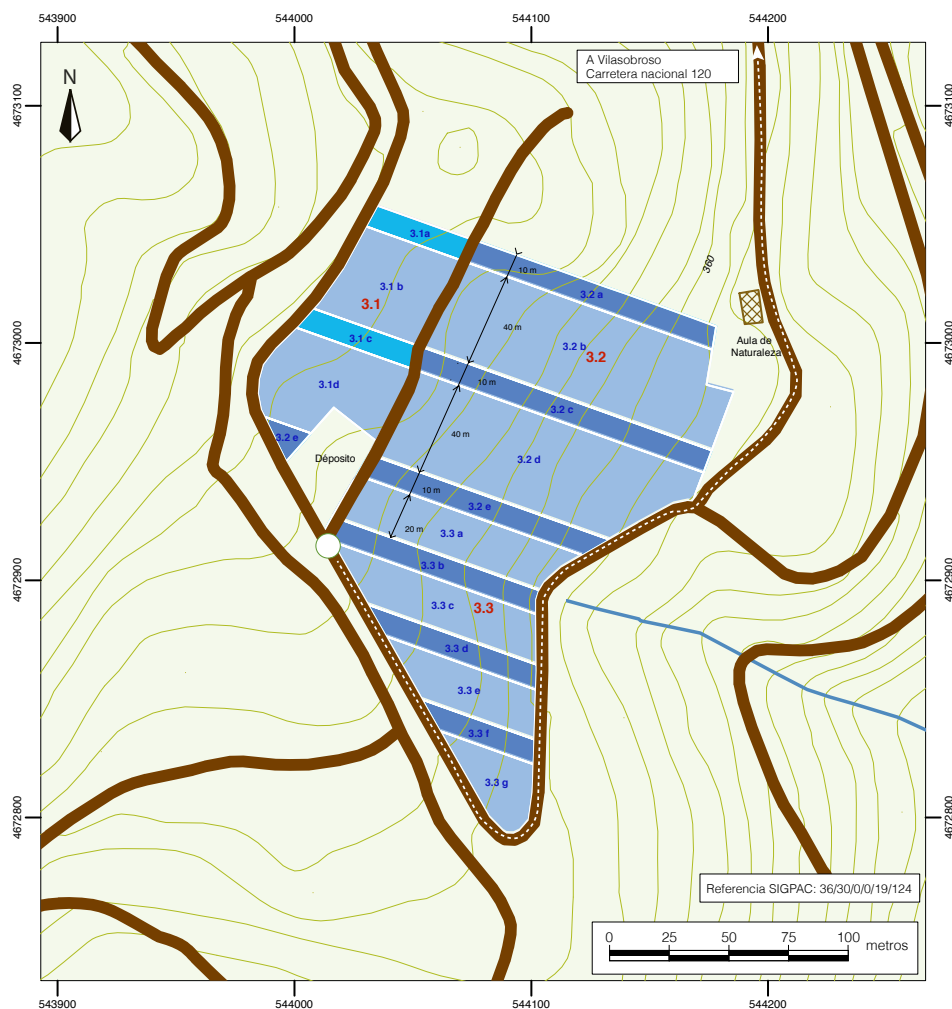 543900
544000
544100
544200
A Vilasobroso
Carretera nacional 120
N
4673100
4673100
3.1a
10 m
360
3.2 a
3.1 b
3.1
40 m
3.1 c
3.2 b
3.2
Aula de
Naturaleza
4673000
4673000
3.1d
10 m
3.2 c
3.2 e
40 m
Déposito
3.2 d
10 m
3.2 e
20 m
3.3 a
3.3 b
4672900
4672900
3.3 c
3.3
3.3 d
3.3 e
3.3 f
3.3 g
4672800
4672800
Referencia SIGPAC: 36/30/0/0/19/124
0 25 50 75 100 metros
543900
544000
544100
544200